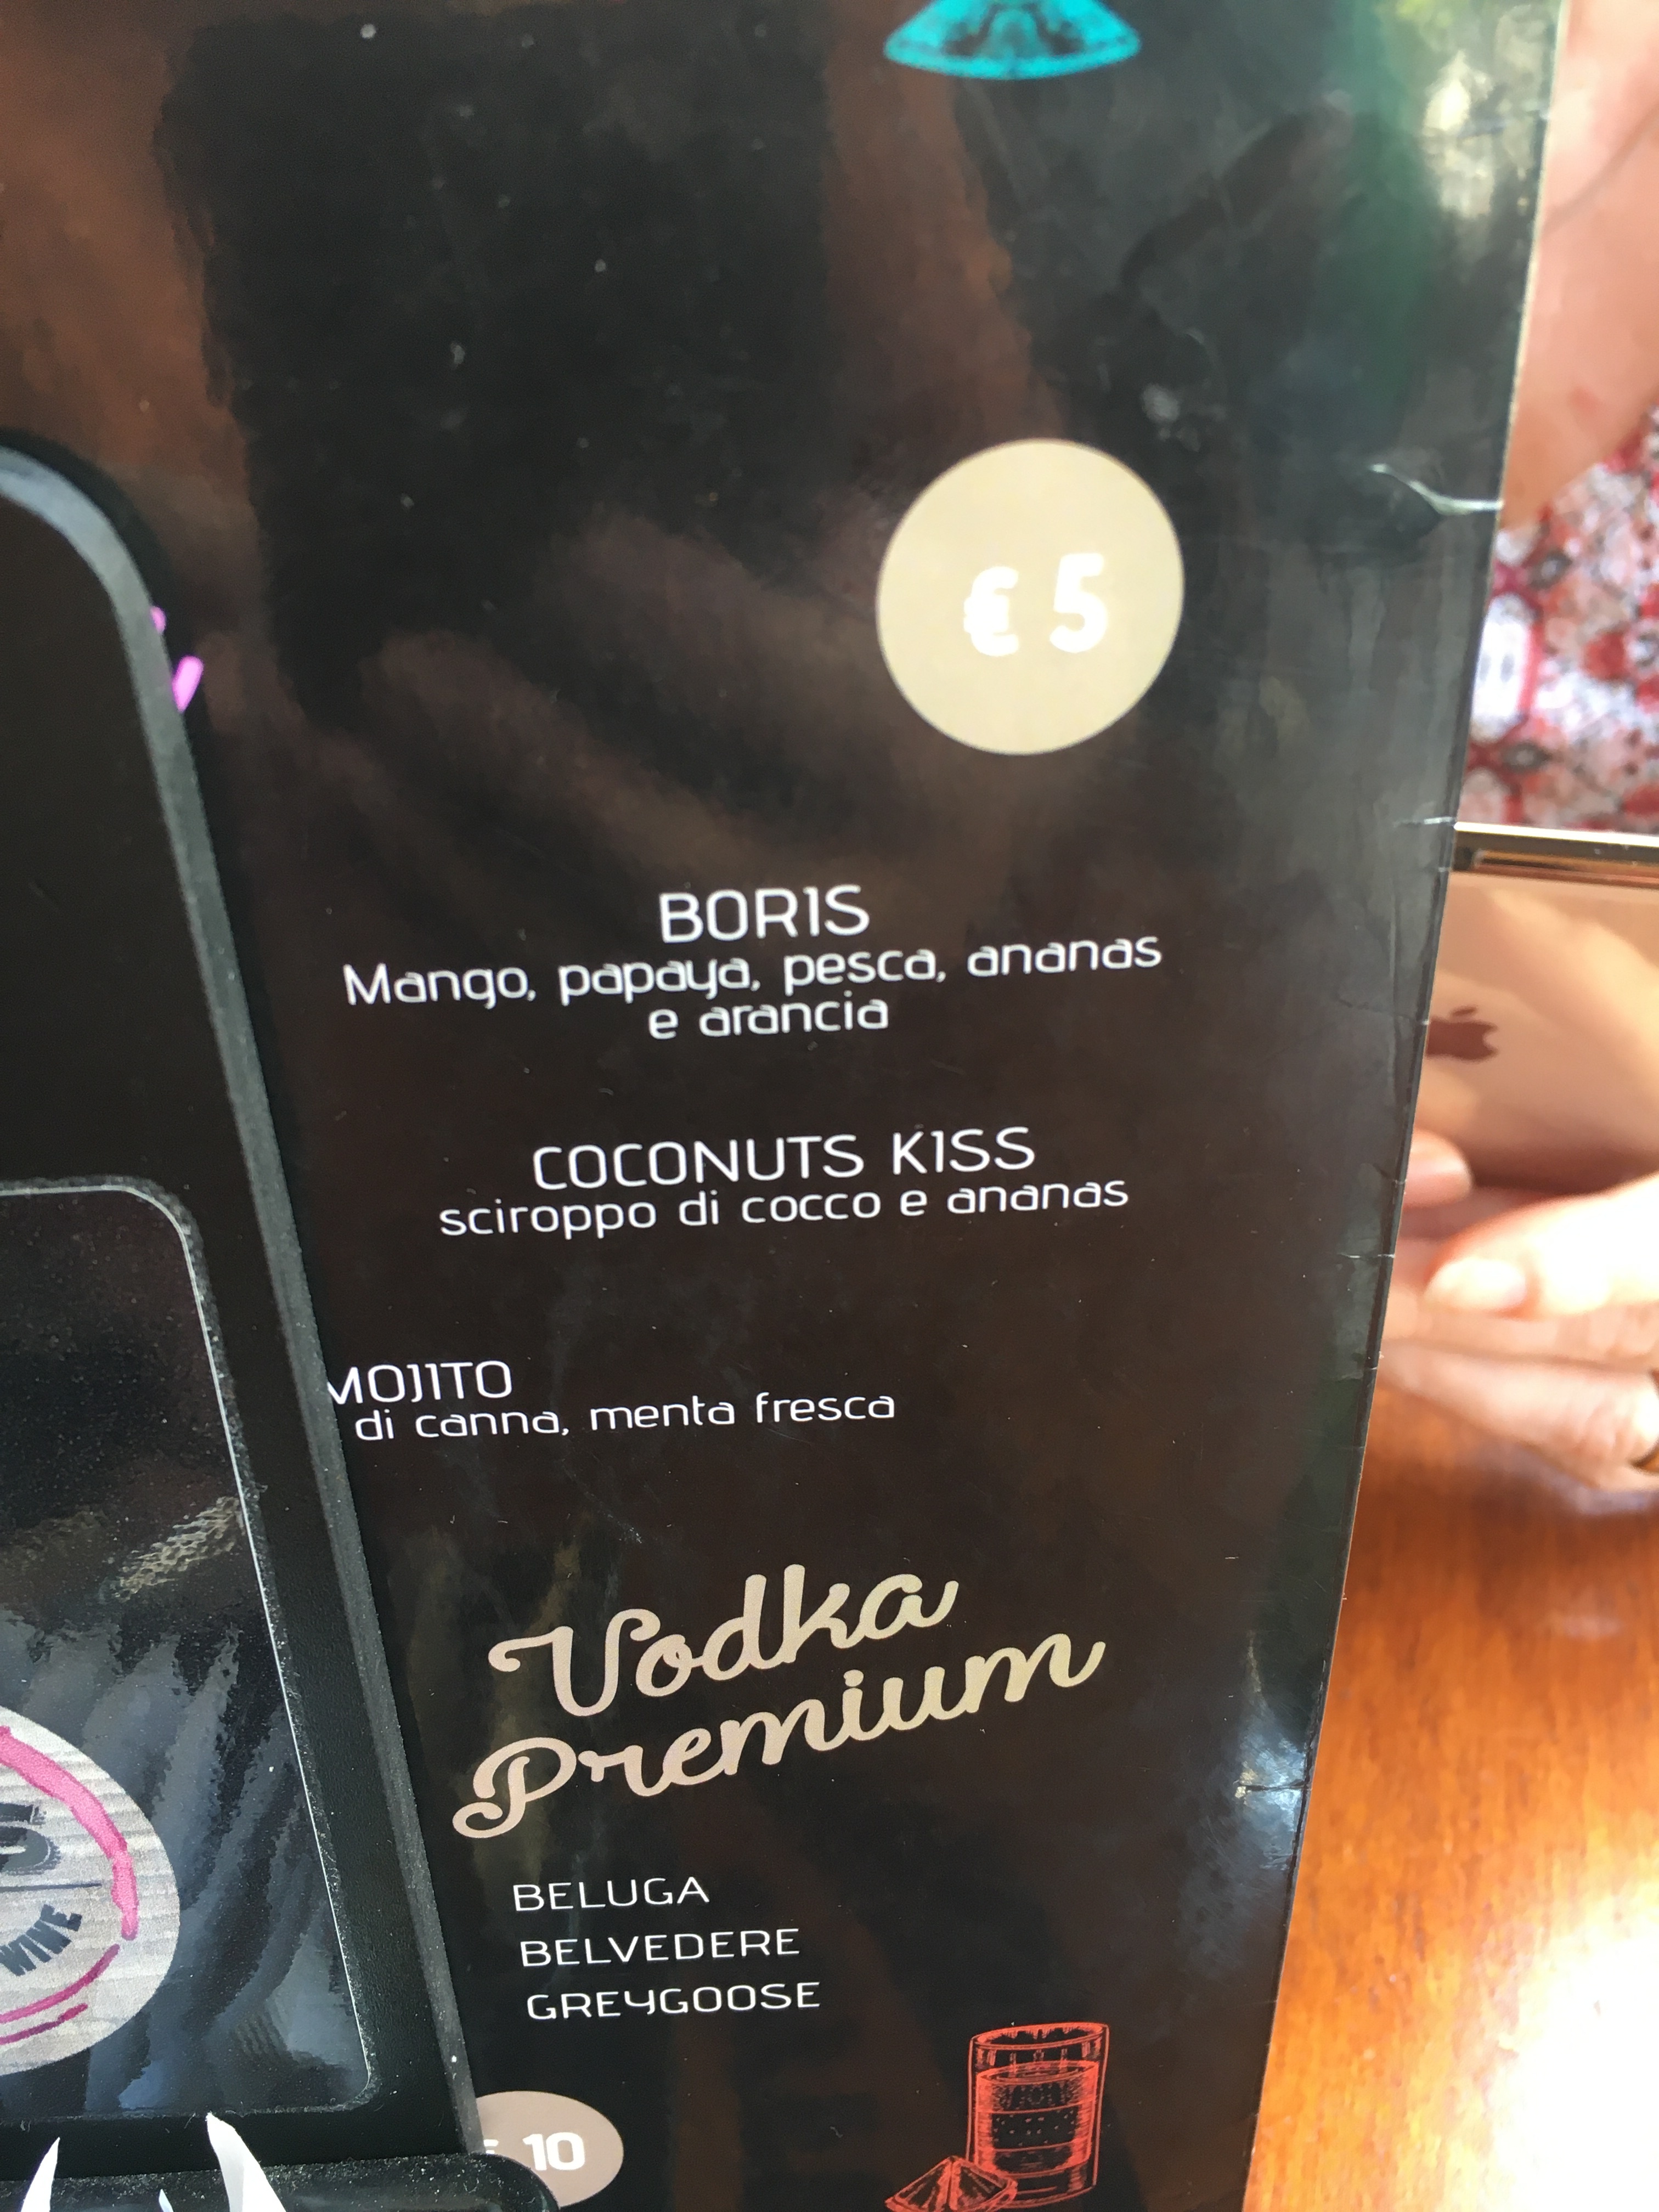 € 5
BORIS
Mango, papaya, pesca, ananas
e arancia
COCONUTS KISS
sciroppo di cocco e ananas
MOJITO
di canna, menta fresca
Vodka
Premium
BELUGA
BELVEDERE
GREYGOOSE
WINE
€ 10